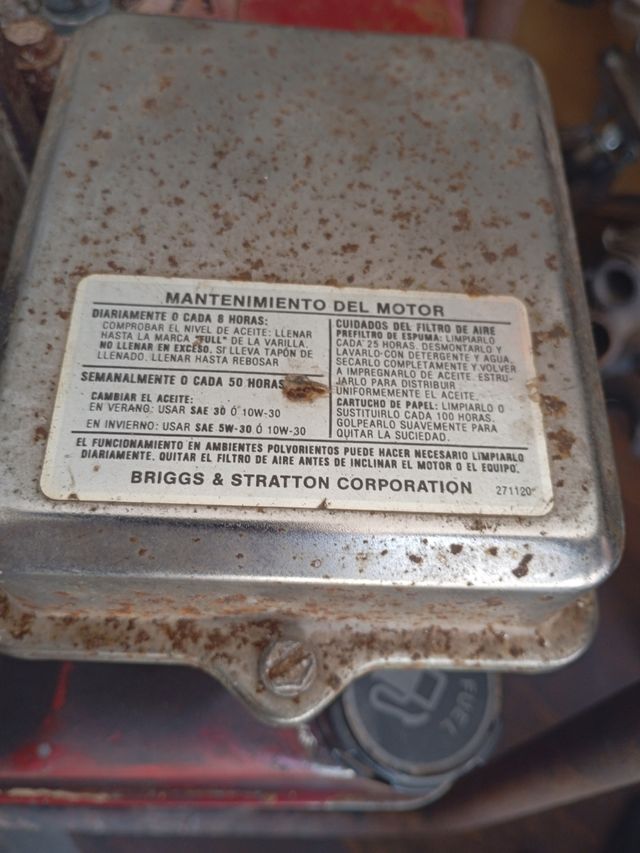 MANTENIMIENTO DEL MOTOR
DIARIAMENTE O CADA 8 HORAS:
COMPROBAR EL NIVEL DE ACEITE: LLENAR
HASTA LA MARCA "FULL" DE LA VARILLA.
NO LLENAR EN EXCESO. SI LLEVA TAPÓN DE
LLENADO. LLENAR HASTA REBOSAR
SEMANALMENTE O CADA 50 HORAS
CAMBIAR EL ACEITE:
EN VERANO: USAR SAE 30 Ó 10W-30
EN INVIERNO: USAR SAE 5W-30 Ó 10W-30
CUIDADOS DEL FILTRO DE AIRE
PREFILTRO DE ESPUMA: LIMPIARLO
CADA 25 HORAS. DESMONTARLO Y
LAVARLO CON DETERGENTE Y AGUA.
SECARLO COMPLETAMENTE Y VOLVER
A IMPREGNARLO DE ACEITE. ESTRU-
JARLO PARA DISTRIBUIR
UNIFORMEMENTE EL ACEITE.
CARTUCHO DE PAPEL: LIMPIARLO O
SUSTITUIRLO CADA 100 HORAS.
GOLPEARLO SUAVEMENTE PARA
QUITAR LA SUCIEDAD.
EL FUNCIONAMIENTO EN AMBIENTES POLVORIENTOS PUEDE HACER NECESARIO LIMPIARLO
DIARIAMENTE. QUITAR EL FILTRO DE AIRE ANTES DE INCLINAR EL MOTOR O EL EQUIPO.
BRIGGS & STRATTON CORPORATION
271120
FUEL